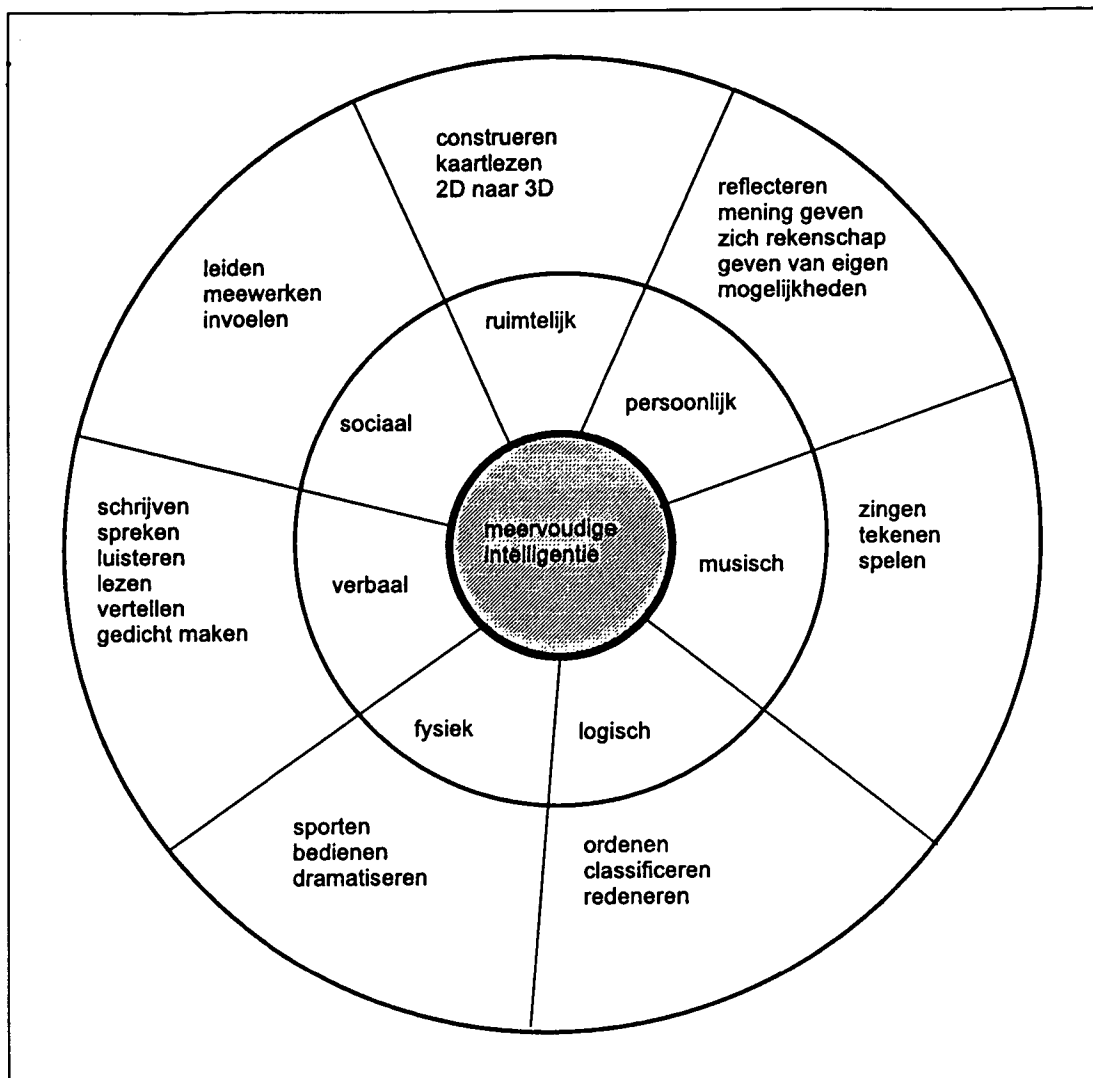 construeren
kaartlezen
2D naar 3D
reflecteren
mening geven
zich rekenschap
geven van eigen
mogelijkheden
leiden
meewerken
invoelen
ruimtelijk
persoonlijk
sociaal
schrijven
spreken
luisteren
lezen
vertellen
gedicht maken
meervoudige
intelligentie
zingen
tekenen
spelen
verbaal
musisch
fysiek
logisch
sporten
bedienen
dramatiseren
ordenen
classificeren
redeneren